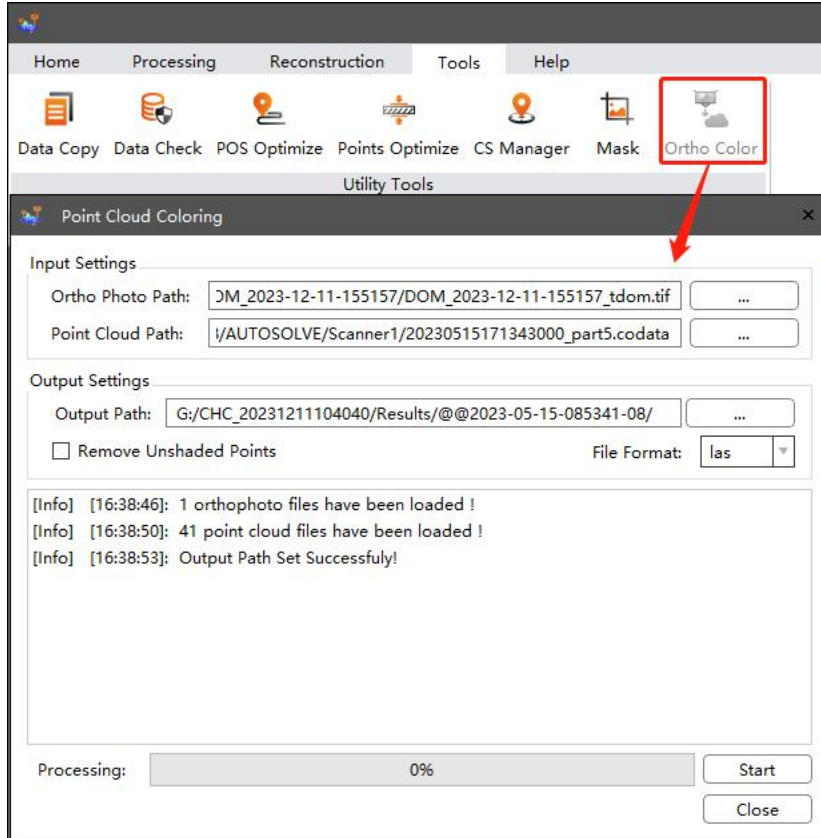 Home Processing Reconstruction Tools Help
Data Copy Data Check POS Optimize Points Optimize CS Manager Mask Ortho Color
Utility Tools
Point Cloud Coloring ×
Input Settings
Ortho Photo Path: OM_2023-12-11-155157/DOM_2023-12-11-155157_tdom.tif ...
Point Cloud Path: /AUTOSOLVE/Scanner1/20230515171343000_part5.codata ...
Output Settings
Output Path: G:/CHC_20231211104040/Results/@@2023-05-15-085341-08/ ...
Remove Unshaded Points File Format: las
[Info] [16:38:46]: 1 orthophoto files have been loaded !
[Info] [16:38:50]: 41 point cloud files have been loaded !
[Info] [16:38:53]: Output Path Set Successfuly!
Processing: 0% Start
Close